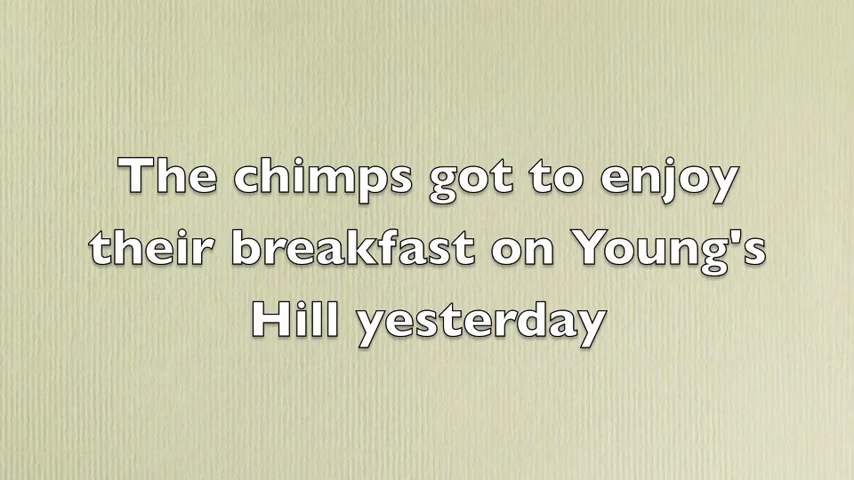 The chimps got to enjoy
their breakfast on Young's
Hill yesterday